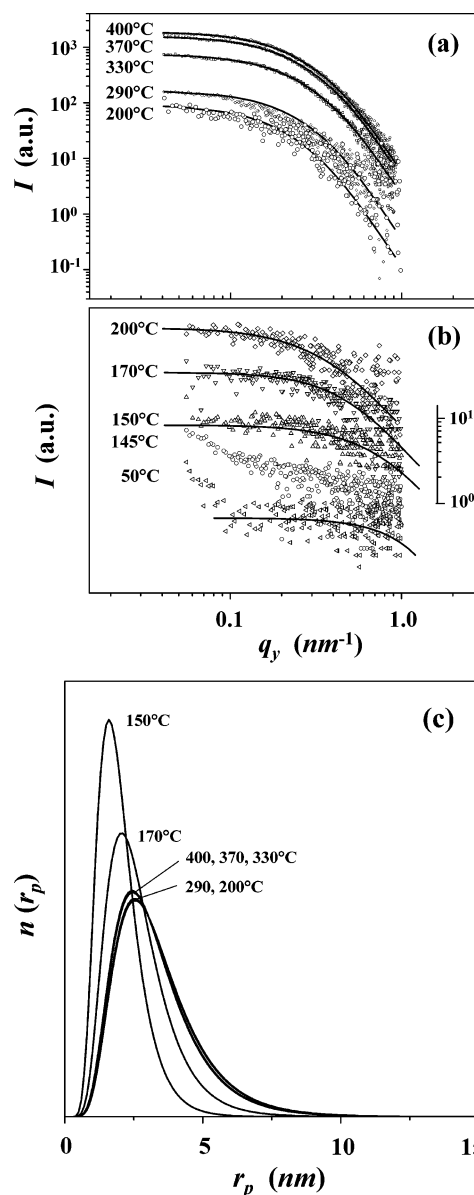 (a)
10³
10²
10¹
10⁰
10⁻¹
I (a.u.)
400°C
370°C
330°C
290°C
200°C
(b)
I (a.u.)
200°C
170°C
150°C
145°C
50°C
10¹
10⁰
0.1
1.0
q_y (nm⁻¹)
(c)
n (r_p)
150°C
170°C
400, 370, 330°C
290, 200°C
0
5
10
15
r_p (nm)